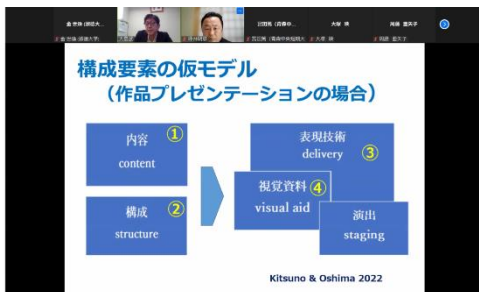 構成要素の仮モデル
（作品プレゼンテーションの場合）
内容 ①
content
構成 ②
structure
表現技術
delivery ③
視覚資料 ④
visual aid
演出
staging
Kitsuno & Oshima 2022